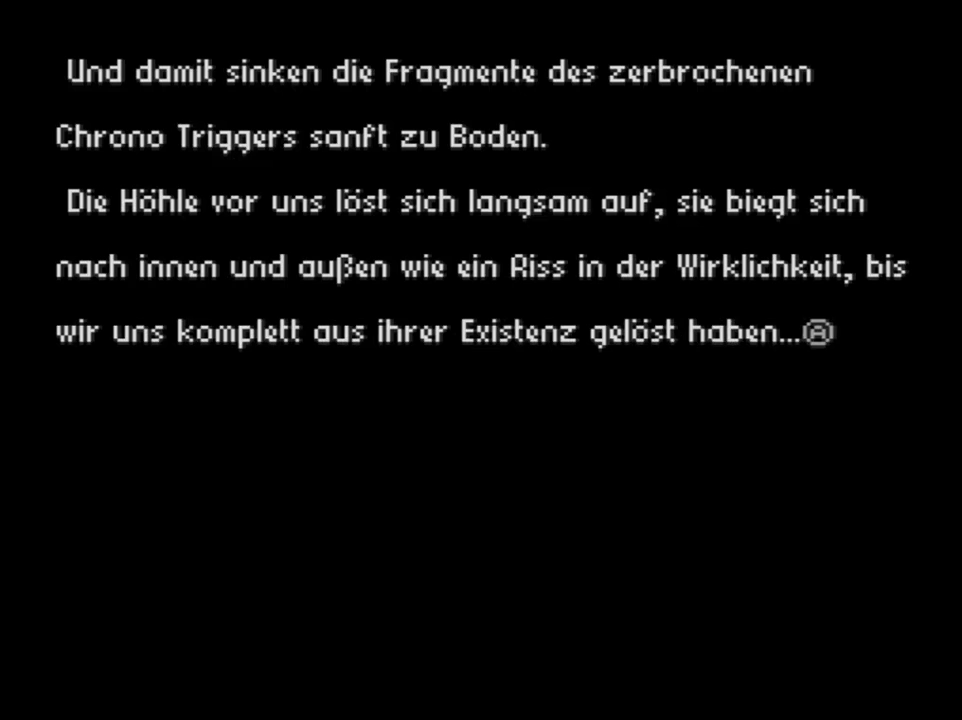 Und damit sinken die Fragmente des zerbrochenen
Chrono Triggers sanft zu Boden.
Die Höhle vor uns löst sich langsam auf, sie biegt sich
nach innen und außen wie ein Riss in der Wirklichkeit, bis
wir uns komplett aus ihrer Existenz gelöst haben...Ⓐ